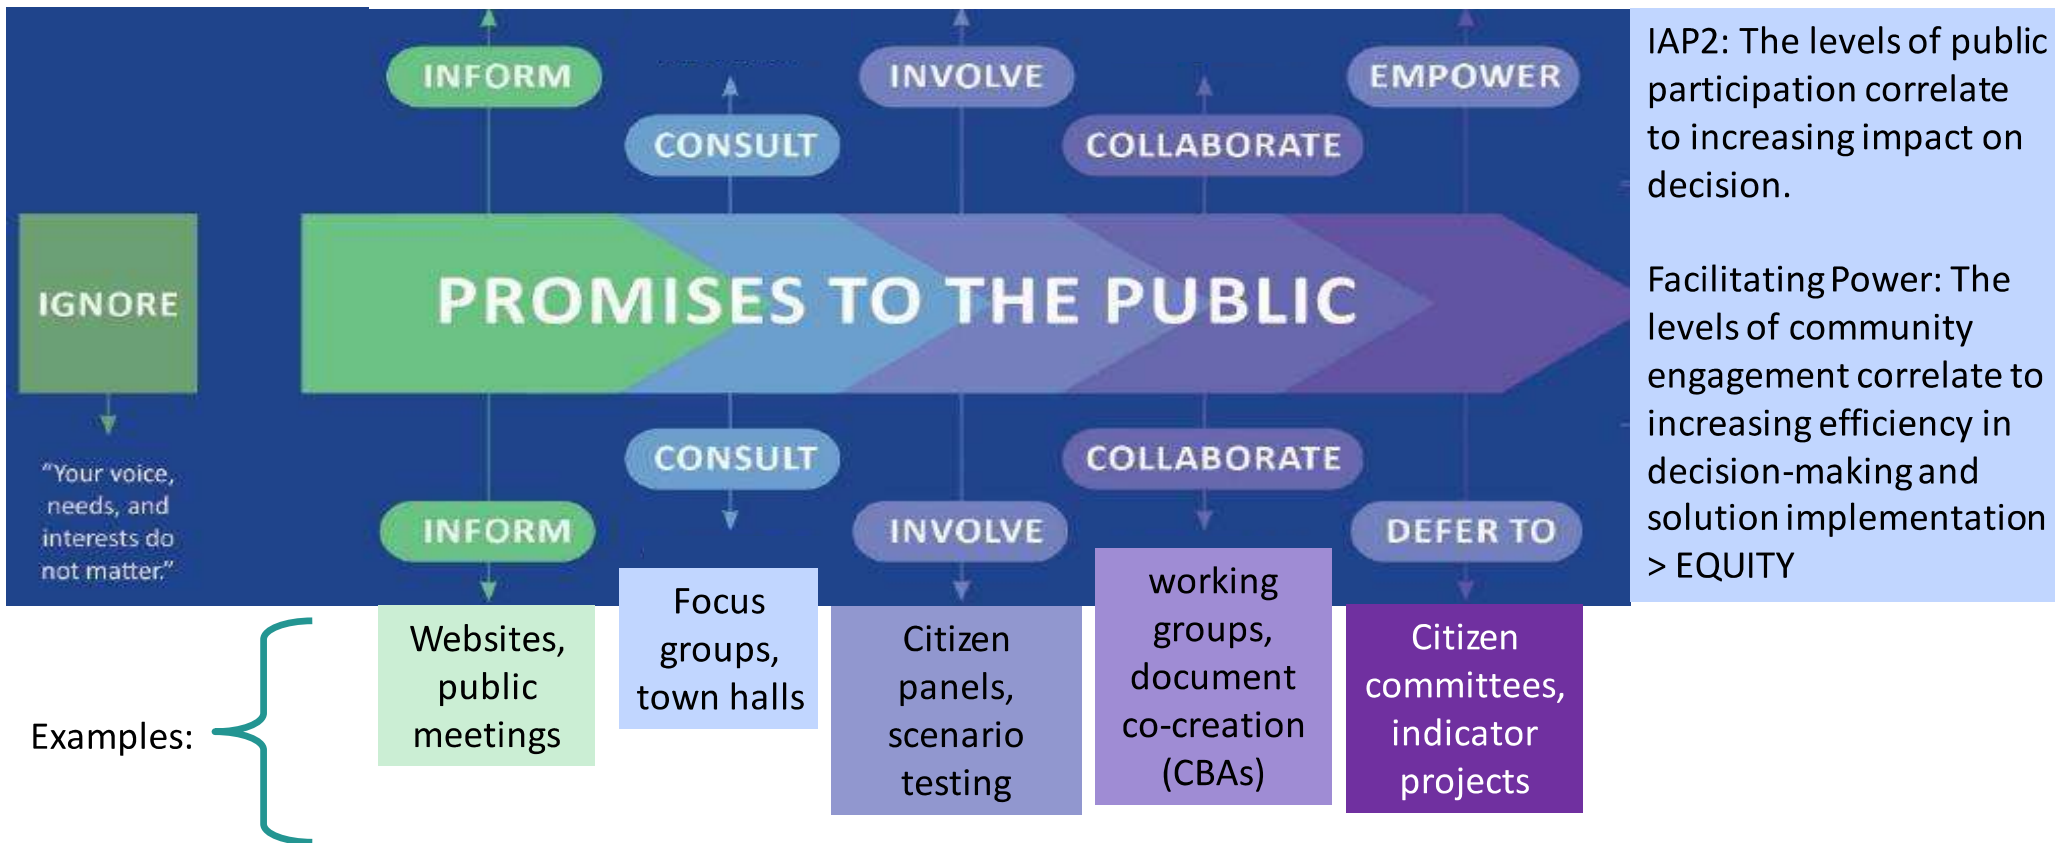 INFORM
INVOLVE
EMPOWER
CONSULT
COLLABORATE
IGNORE
PROMISES TO THE PUBLIC
"Your voice,
needs, and
interests do
not matter."
CONSULT
COLLABORATE
INFORM
INVOLVE
DEFER TO
IAP2: The levels of public
participation correlate
to increasing impact on
decision.
Facilitating Power: The
levels of community
engagement correlate to
increasing efficiency in
decision-making and
solution implementation
> EQUITY
Examples:
Websites,
public
meetings
Focus
groups,
town halls
Citizen
panels,
scenario
testing
working
groups,
document
co-creation
(CBAs)
Citizen
committees,
indicator
projects